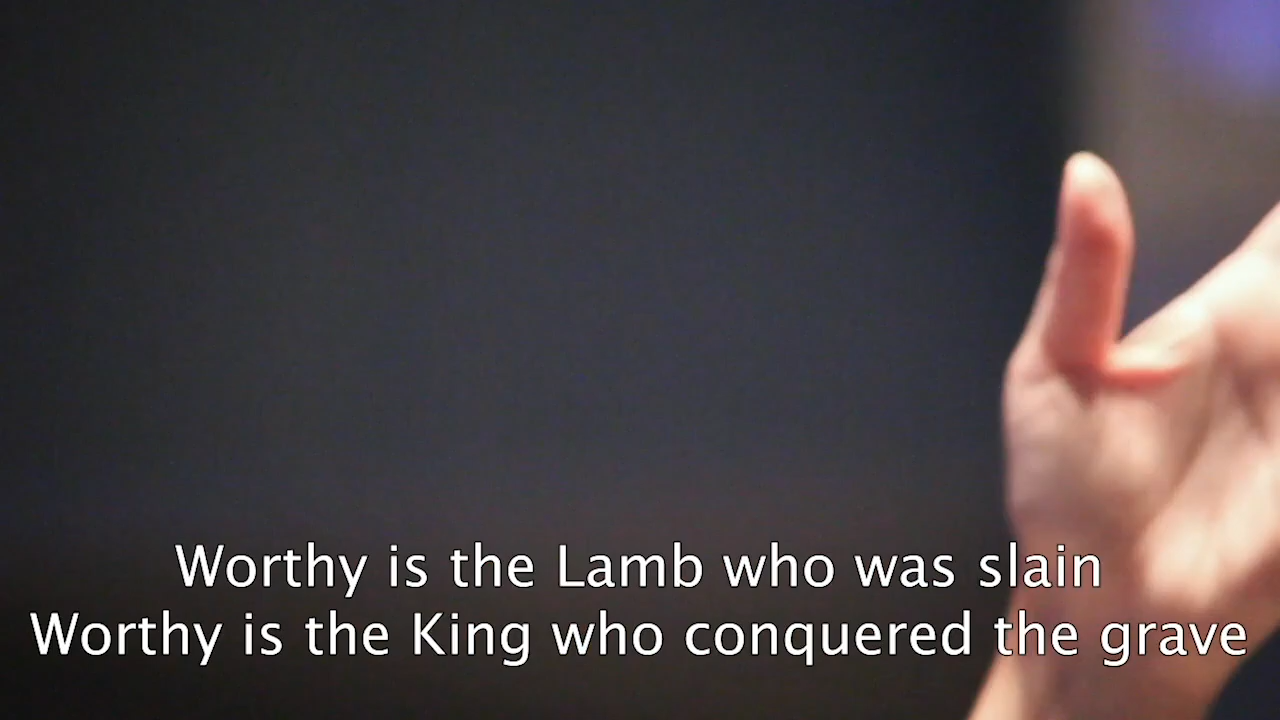 Worthy is the Lamb who was slain
Worthy is the King who conquered the grave